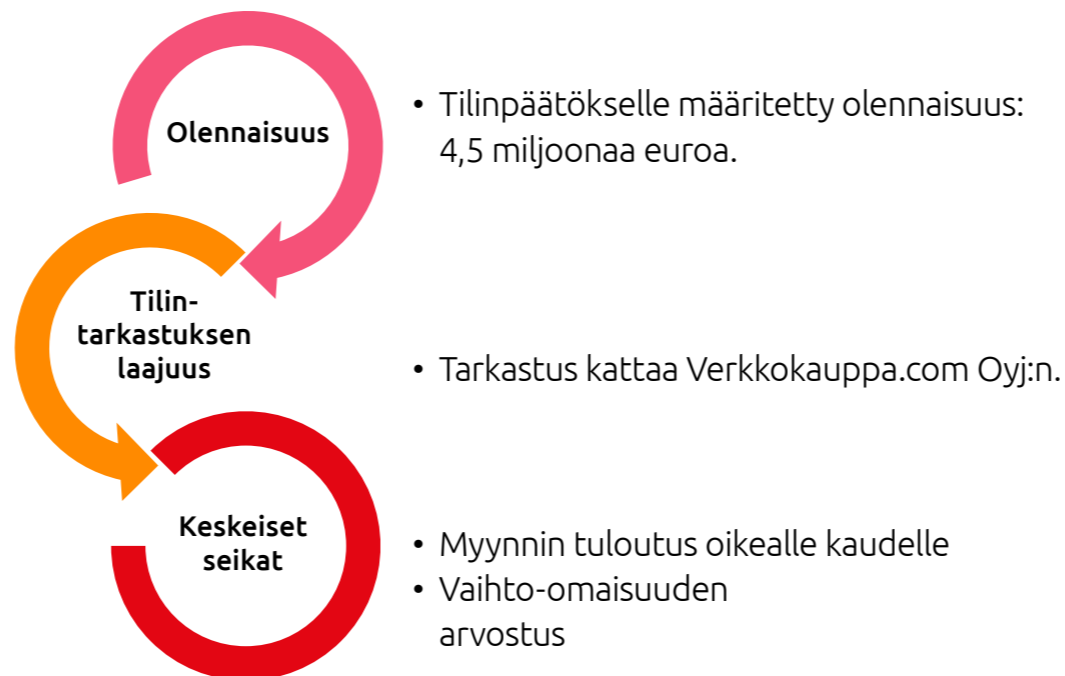 Olennaisuus
• Tilinpäätökselle määritetty olennaisuus:
4,5 miljoonaa euroa.
Tilin-
tarkastuksen
laajuus
• Tarkastus kattaa Verkkokauppa.com Oyj:n.
Keskeiset
seikat
• Myynnin tuloutus oikealle kaudelle
• Vaihto-omaisuuden
arvostus